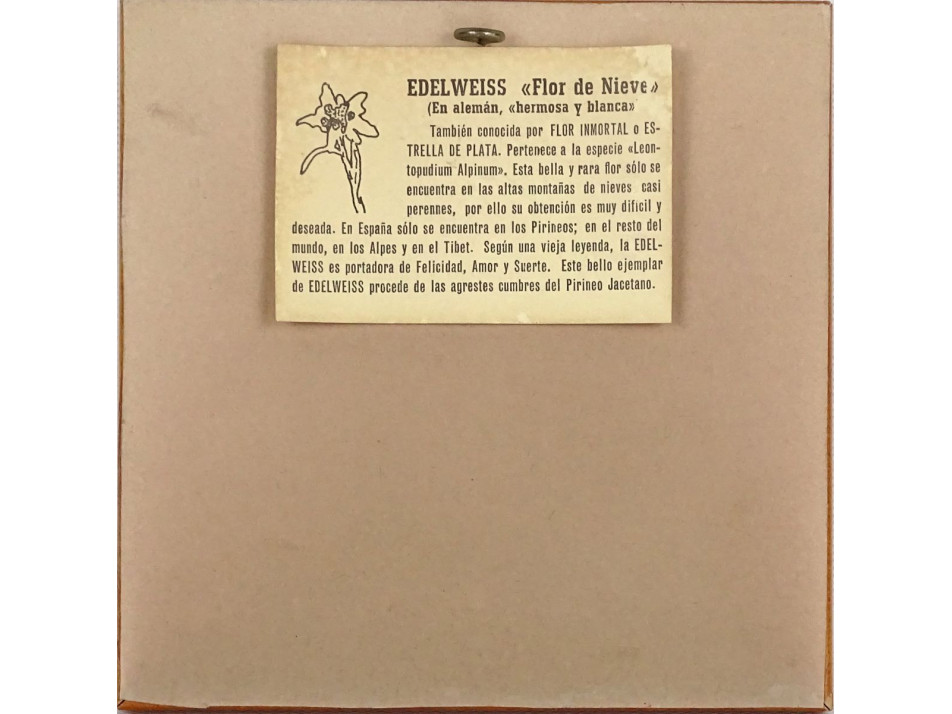 EDELWEISS «Flor de Nieve»
(En alemán, «hermosa y blanca»
También conocida por FLOR INMORTAL o ES-
TRELLA DE PLATA. Pertenece a la especie «Leon-
topudium Alpinum». Esta bella y rara flor sólo se
encuentra en las altas montañas de nieves casi
perennes, por ello su obtención es muy difícil y
deseada. En España sólo se encuentra en los Pirineos; en el resto del
mundo, en los Alpes y en el Tibet. Según una vieja leyenda, la EDEL-
WEISS es portadora de Felicidad, Amor y Suerte. Este bello ejemplar
de EDELWEISS procede de las agrestes cumbres del Pirineo Jacetano.